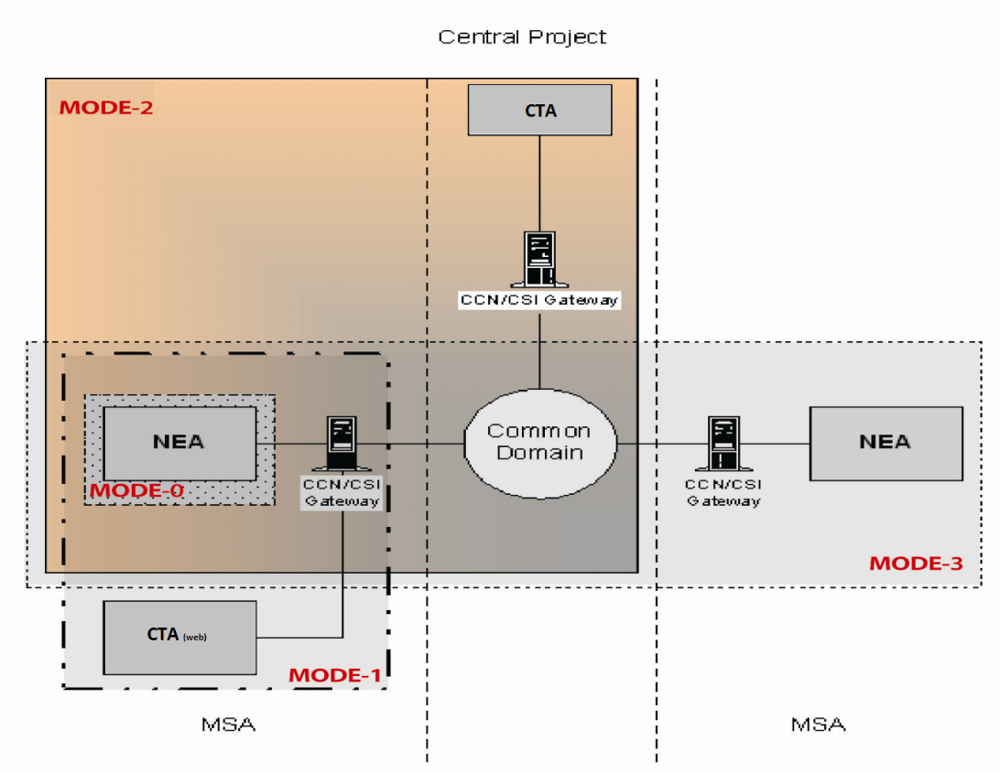 Central Project
MODE-2
CTA
CCN/CSI Gateway
NEA
MODE-0
CCN/CSI
Gateway
Common
Domain
CCN/CSI
Gateway
NEA
MODE-3
CTA (web)
MODE-1
MSA
MSA